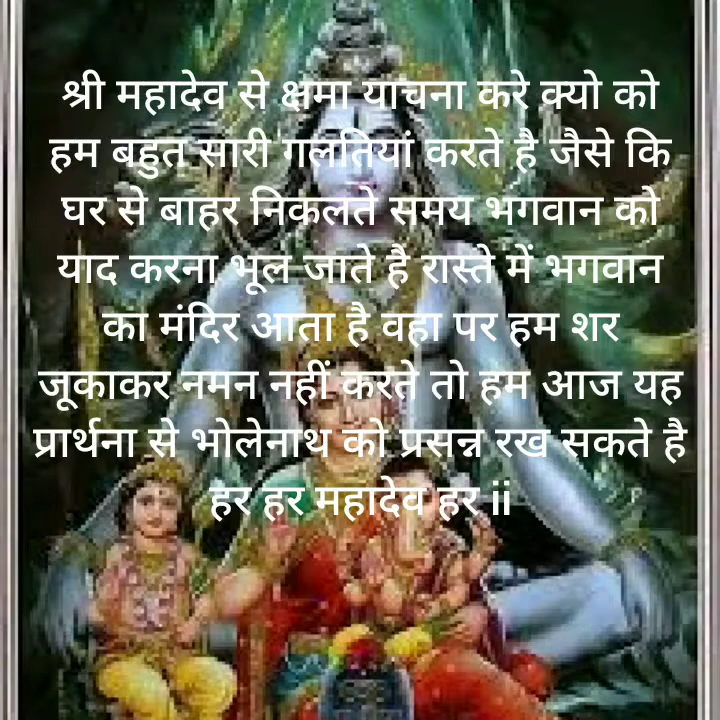 श्री महादेव से क्षमा यांचना करे क्यो को
हम बहुत सारी गलतियां करते है जैसे कि
घर से बाहर निकलते समय भगवान को
याद करना भूल जाते है रास्ते में भगवान
का मंदिर आता है वहा पर हम शर
जूकाकर नमन नहीं करते तो हम आज यह
प्रार्थना से भोलेनाथ को प्रसन्न रख सकते है
हर हर महादेव हर ii